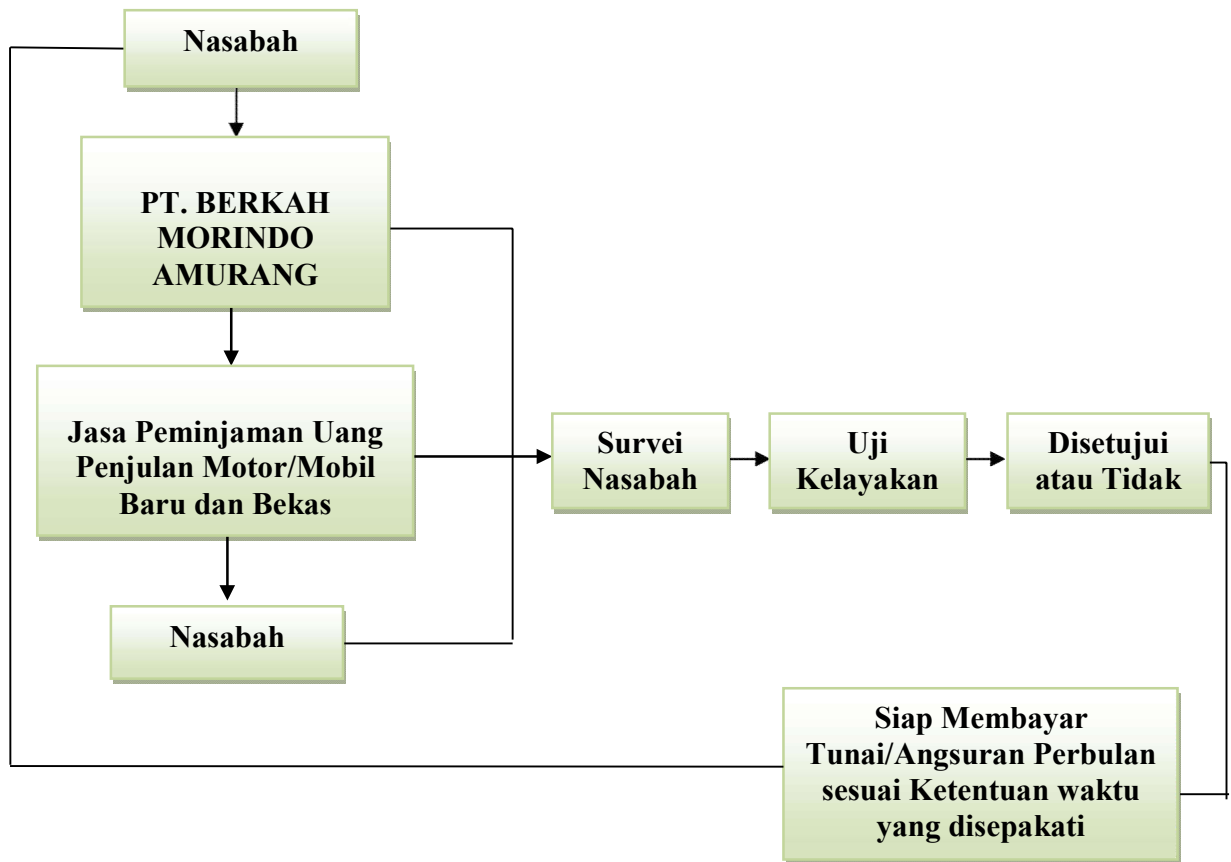 Nasabah
PT. BERKAH
MORINDO
AMURANG
Jasa Peminjaman Uang
Penjulan Motor/Mobil
Baru dan Bekas
Nasabah
Survei
Nasabah
Uji
Kelayakan
Disetujui
atau Tidak
Siap Membayar
Tunai/Angsuran Perbulan
sesuai Ketentuan waktu
yang disepakati